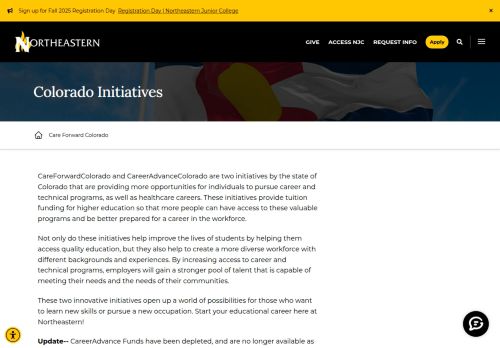 Sign up for Fall 2025 Registration Day Registration Day | Northeastern Junior College ×
NORTHEASTERN GIVE ACCESS NJC REQUEST INFO Apply
Colorado Initiatives
Care Forward Colorado
CareForwardColorado and CareerAdvanceColorado are two initiatives by the state of
Colorado that are providing more opportunities for individuals to pursue career and
technical programs, as well as healthcare careers. These initiatives provide tuition
funding for higher education so that more people can have access to these valuable
programs and be better prepared for a career in the workforce.
Not only do these initiatives help improve the lives of students by helping them
access quality education, but they also help to create a more diverse workforce with
different backgrounds and experiences. By increasing access to career and
technical programs, employers will gain a stronger pool of talent that is capable of
meeting their needs and the needs of their communities.
These two innovative initiatives open up a world of possibilities for those who want
to learn new skills or pursue a new occupation. Start your educational career here at
Northeastern!
Update-- CareerAdvance Funds have been depleted, and are no longer available as